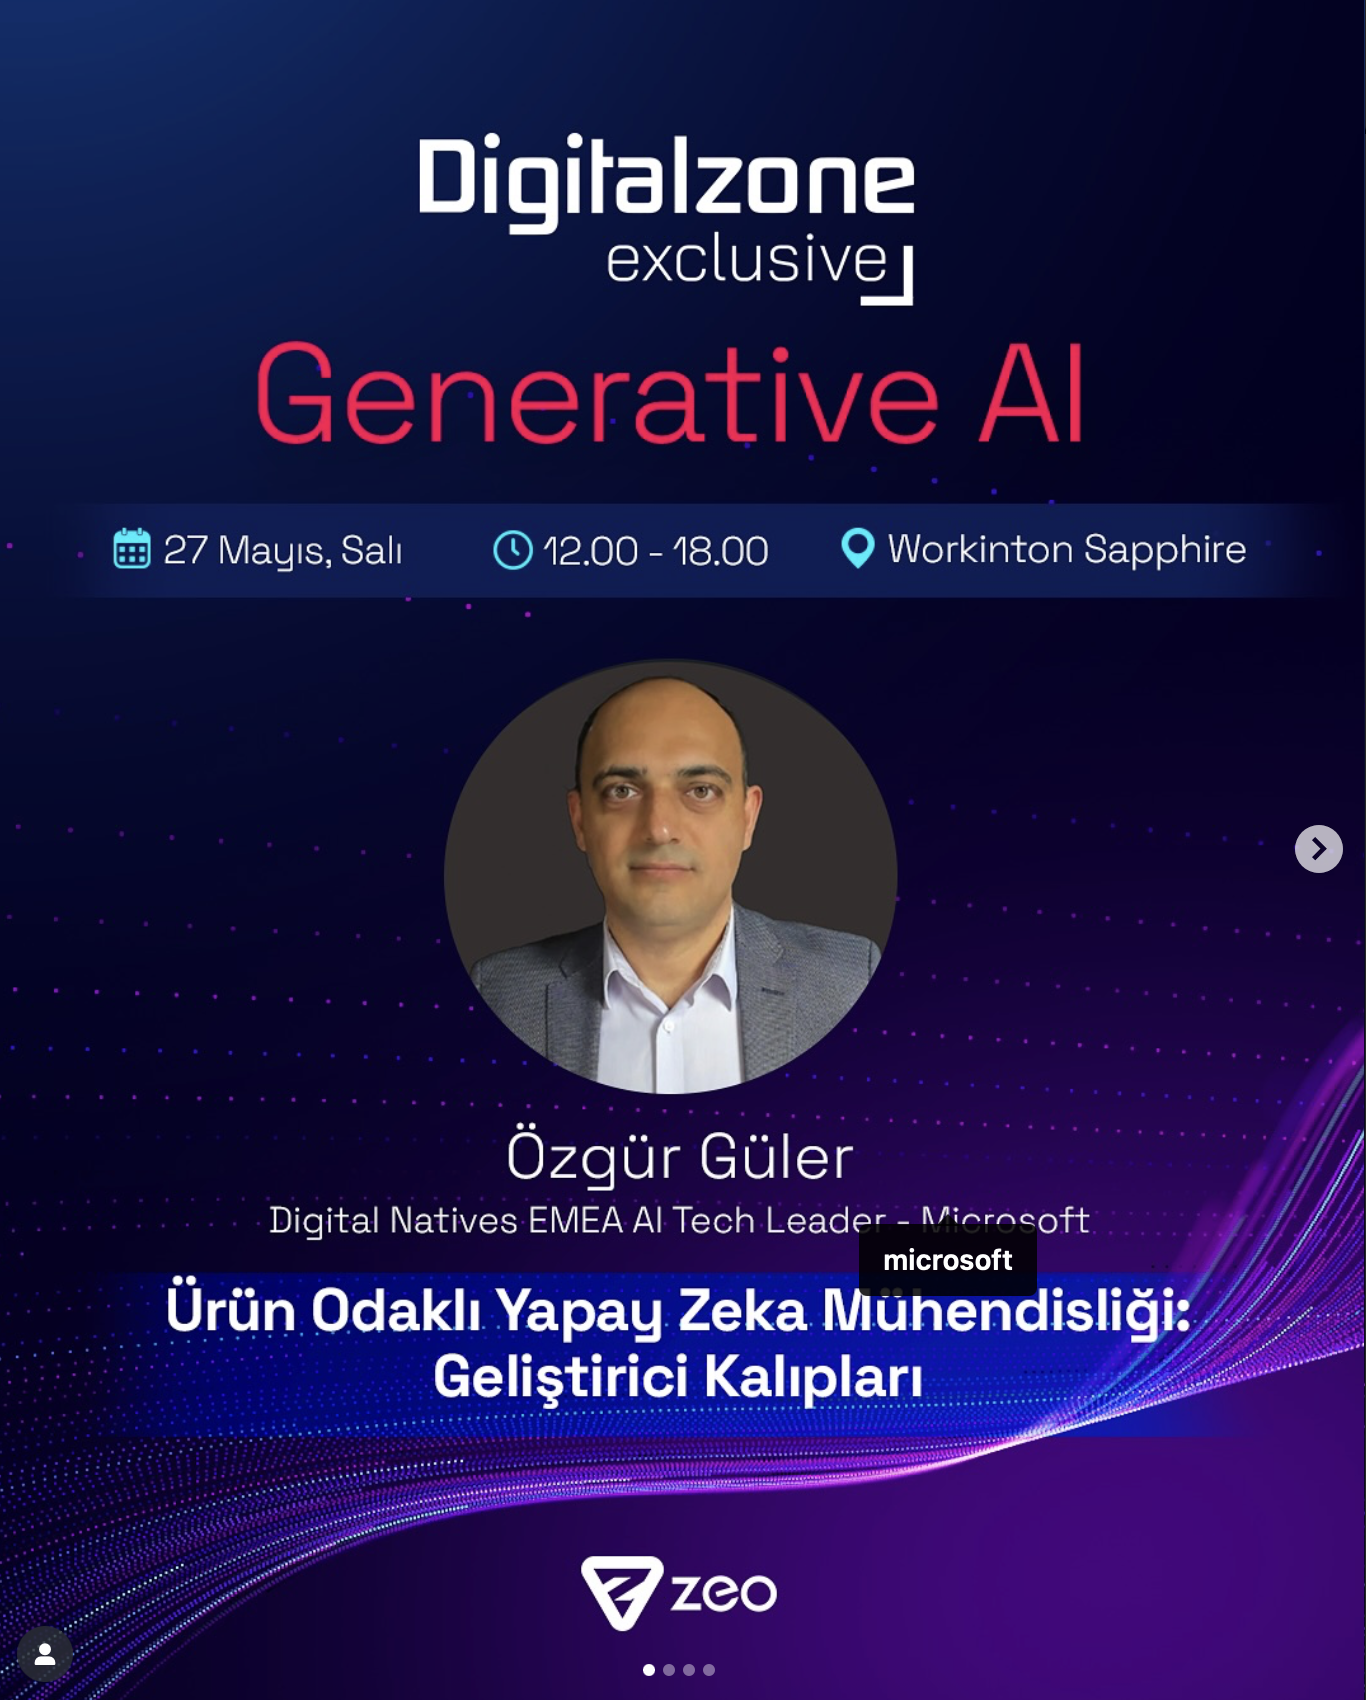 Digitalzone
exclusive
Generative AI
27 Mayıs, Salı
12.00 - 18.00
Workinton Sapphire
Özgür Güler
Digital Natives EMEA AI Tech Leader - Microsoft
microsoft
Ürün Odaklı Yapay Zeka Mühendisliği:
Geliştirici Kalıpları
zeo